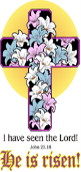 I have seen the Lord!
John 20.18
He is risen!